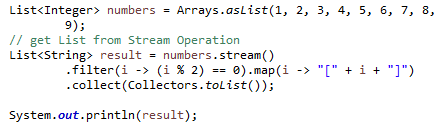 List<Integer> numbers = Arrays.asList(1, 2, 3, 4, 5, 6, 7, 8,
9);
// get List from Stream Operation
List<String> result = numbers.stream()
.filter(i -> (i % 2) == 0).map(i -> "[" + i + "]")
.collect(Collectors.toList());
System.out.println(result);